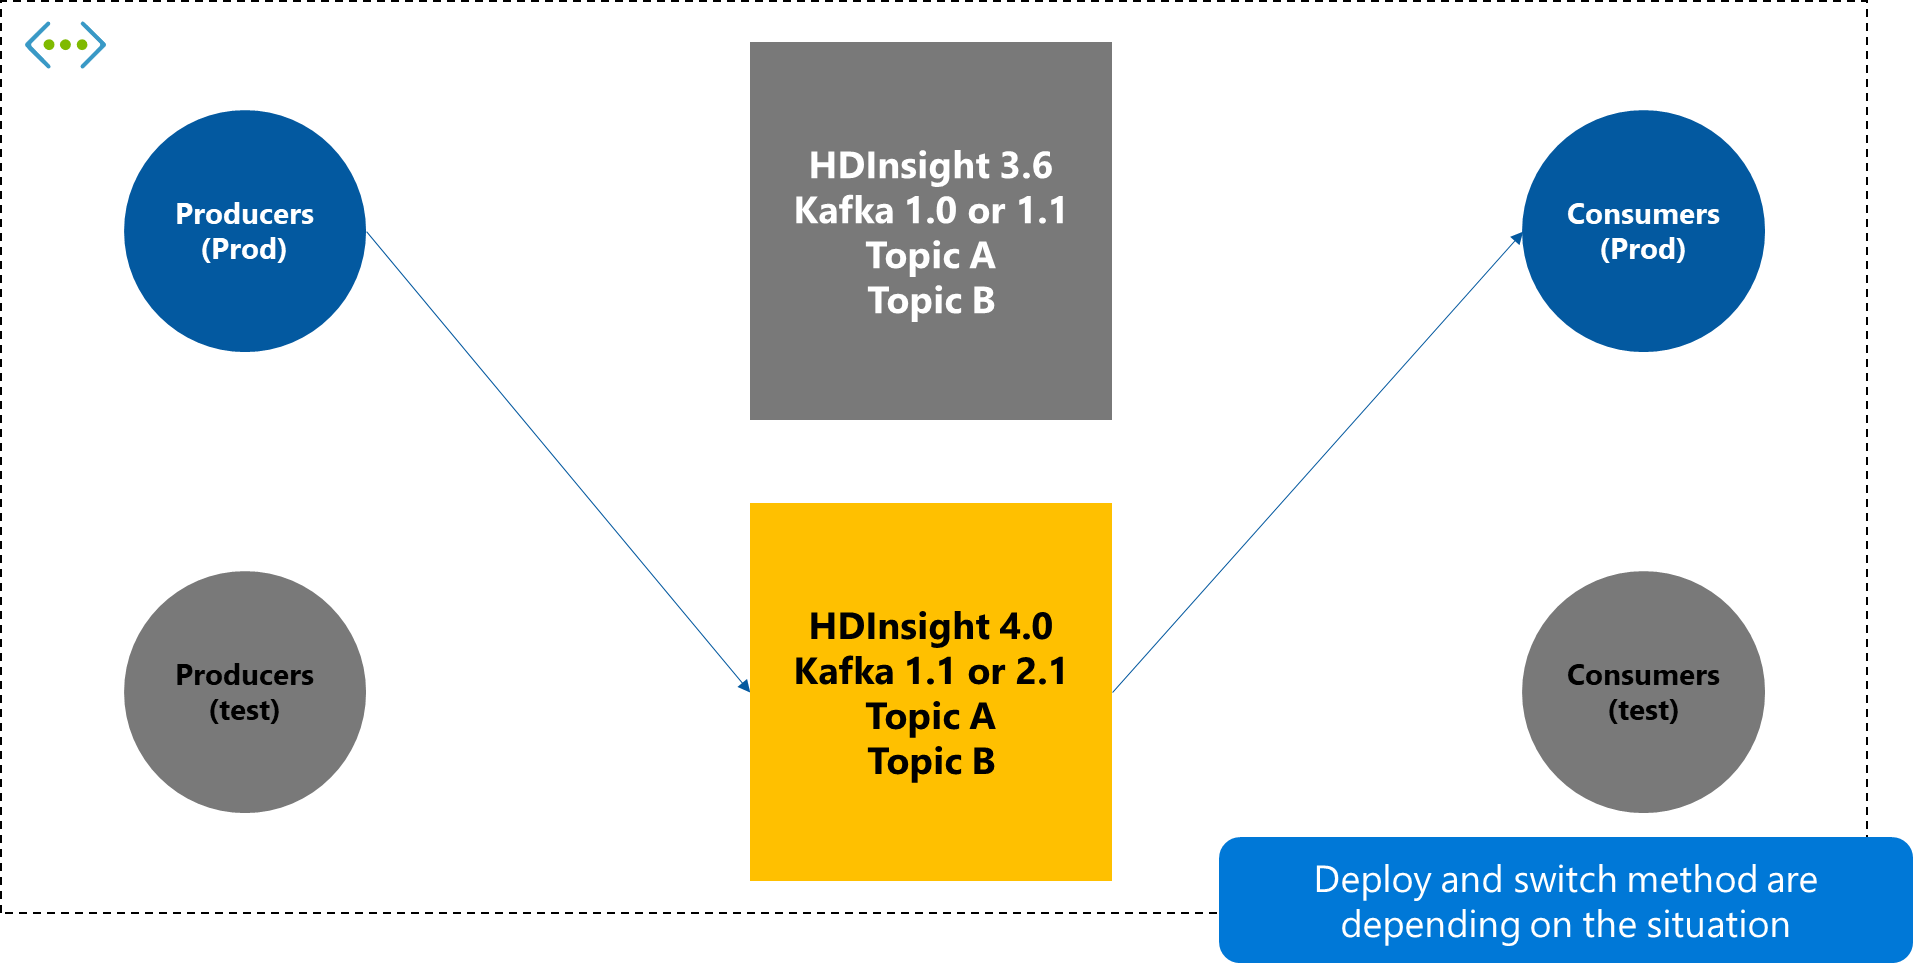 HDInsight 3.6
Kafka 1.0 or 1.1
Topic A
Topic B
Producers
(Prod)
Consumers
(Prod)
HDInsight 4.0
Kafka 1.1 or 2.1
Topic A
Topic B
Producers
(test)
Consumers
(test)
Deploy and switch method are
depending on the situation